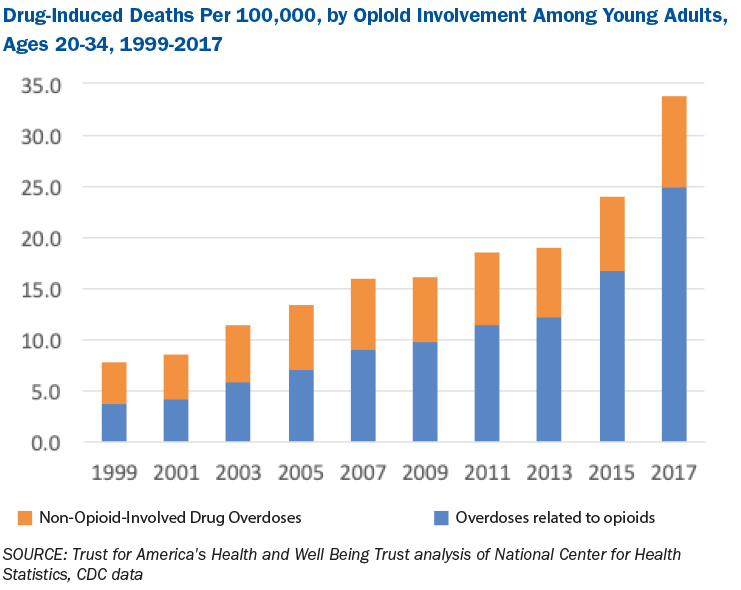 Drug-Induced Deaths Per 100,000, by Opioid Involvement Among Young Adults,
Ages 20-34, 1999-2017
35.0
30.0
25.0
20.0
15.0
10.0
5.0
0.0
1999 2001 2003 2005 2007 2009 2011 2013 2015 2017
Non-Opioid-Involved Drug Overdoses
Overdoses related to opioids
SOURCE: Trust for America's Health and Well Being Trust analysis of National Center for Health
Statistics, CDC data